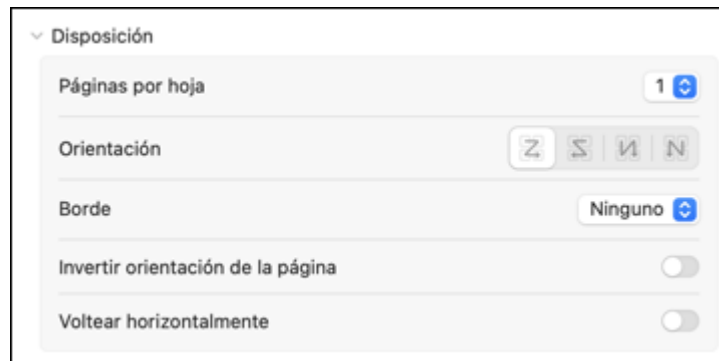 Disposición
Páginas por hoja 1
Orientación
Borde Ninguno
Invertir orientación de la página
Voltear horizontalmente